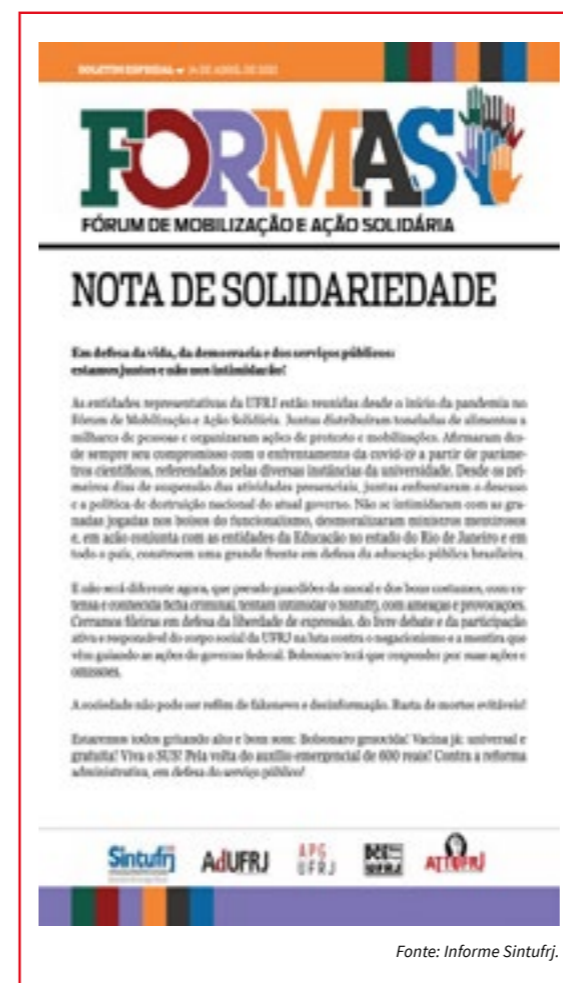 BOLETIM ESPECIAL 14 DE ABRIL DE
FORMAS
FÓRUM DE MOBILIZAÇÃO E AÇÃO SOLIDÁRIA
NOTA DE SOLIDARIEDADE
Em defesa da vida, da democracia e dos serviços públicos:
estamos juntos e não nos intimidarão!
As entidades representativas da UFRJ estão reunidas desde o início da pandemia no
Fórum de Mobilização e Ação Solidária. Juntas distribuíram toneladas de alimentos a
milhares de pessoas e organizaram ações de protesto e mobilizações. Afirmaram des-
de sempre seu compromisso com o enfrentamento da covid-19 a partir de parâme-
tros científicos, referendados pelas diversas instâncias da universidade. Desde os pri-
meiros dias de suspensão das atividades presenciais, juntas enfrentaram o descaso
e a política de destruição nacional do atual governo. Não se intimidaram com as gra-
nadas jogadas nos bolsos do funcionalismo, desmoralizaram ministros mentirosos
e, em ação conjunta com as entidades da Educação no estado do Rio de Janeiro e em
todo o país, constroem uma grande frente em defesa da educação pública brasileira.
E não será diferente agora, que pseudo guardiões da moral e dos bons costumes, com ex-
tensa e conhecida ficha criminal, tentam intimidar o Sintufrj, com ameaças e provocações.
Cerramos fileiras em defesa da liberdade de expressão, do livre debate e da participação
ativa e responsável do corpo social da UFRJ na luta contra o negacionismo e a mentira que
vêm guiando as ações do governo federal. Bolsonaro terá que responder por suas ações e
omissões.
A sociedade não pode ser refém de fakenews e desinformação. Basta de mortes evitáveis!
Estaremos todos gritando alto e bom som: Bolsonaro genocida! Vacina já: universal e
gratuita! Viva o SUS! Pela volta do auxílio emergencial de 600 reais! Contra a reforma
administrativa, em defesa do serviço público!
Sintufrj AdUFRJ APG UFRJ DCE UFRJ ATTUFRJ
Fonte: Informe Sintufrj.